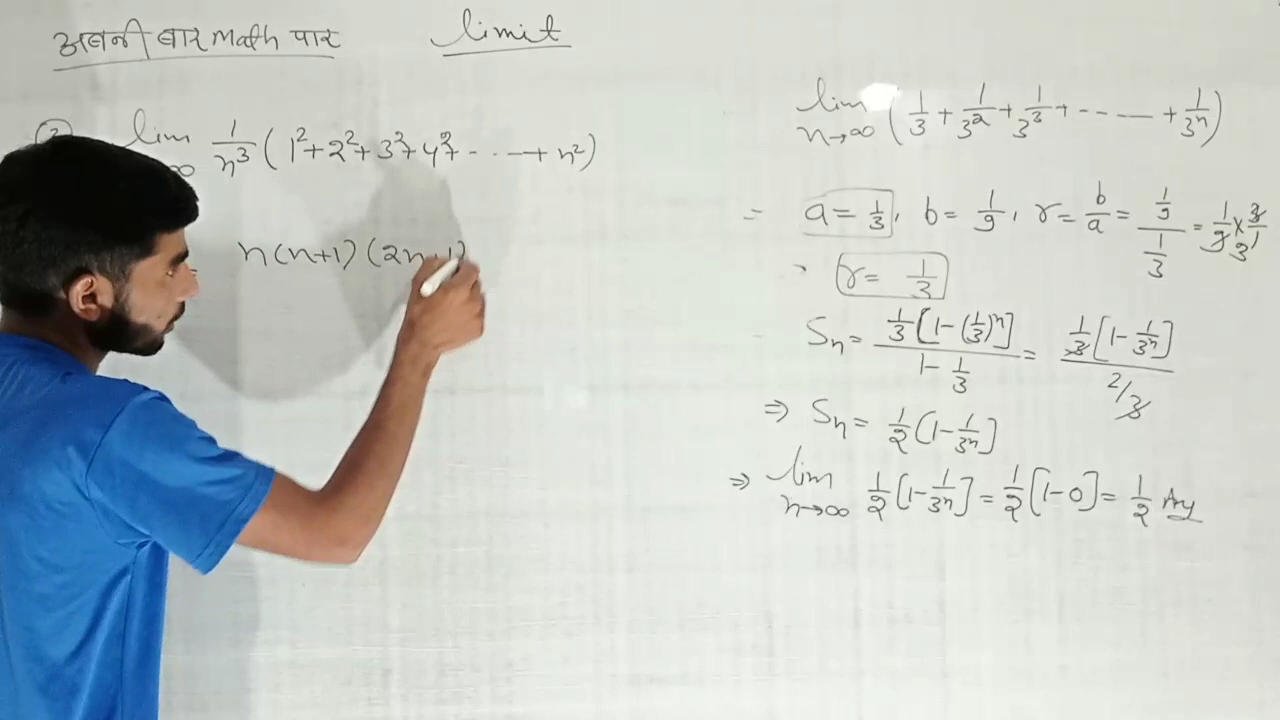 अबनी बार Math पार
limit
lim ∞ 1/n³ (1²+2²+3²+4²+ - - - — + n²)
n(n+1) (2n+1)
lim n→∞ (1/3 + 1/3² + 1/3³ + - - - — + 1/3ⁿ)
= a = 1/3, b = 1/9, r = b/a = (1/9)/(1/3) = 1/9 × 3/1
r = 1/3
Sn = (1/3 [1-(1/3)ⁿ])/(1 - 1/3) = (1/3 [1 - 1/3ⁿ])/(2/3)
⇒ Sn = 1/2 (1 - 1/3ⁿ]
⇒ lim n→∞ 1/2 [1 - 1/3ⁿ] = 1/2 [1-0] = 1/2 Any